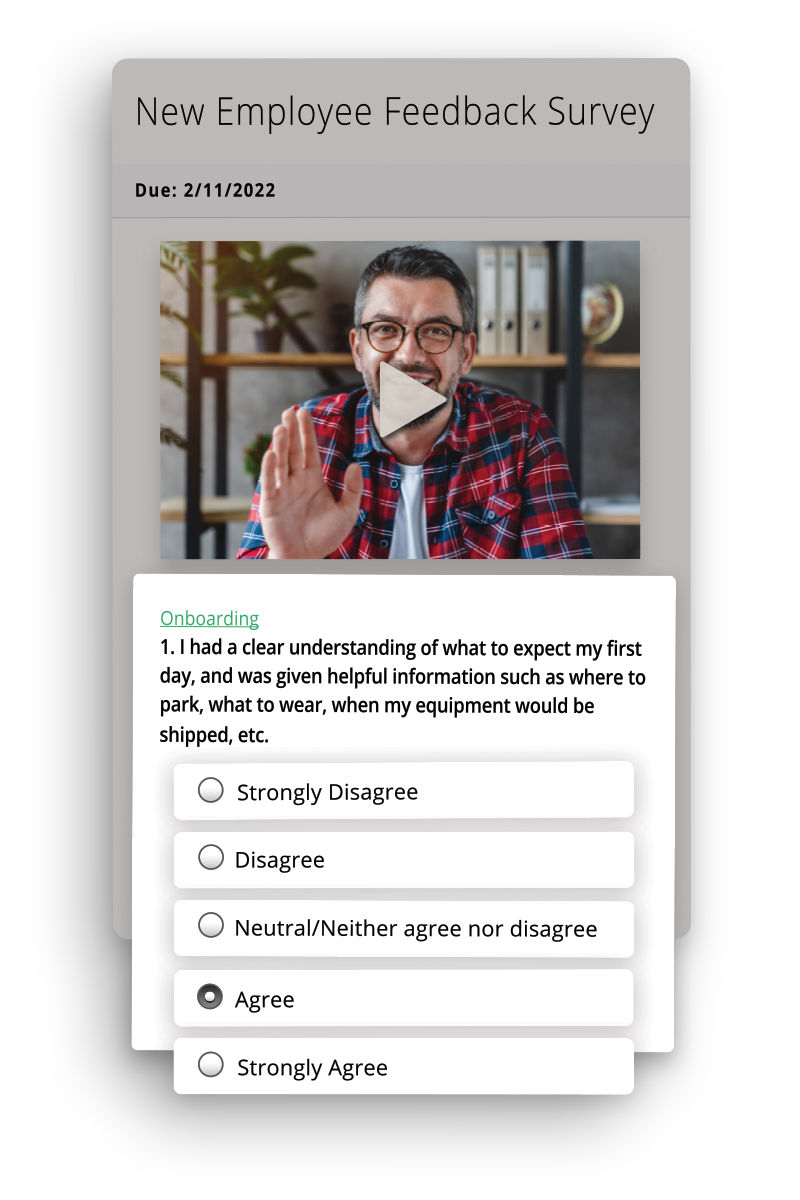 New Employee Feedback Survey
Due: 2/11/2022
Onboarding
1. I had a clear understanding of what to expect my first
day, and was given helpful information such as where to
park, what to wear, when my equipment would be
shipped, etc.
Strongly Disagree
Disagree
Neutral/Neither agree nor disagree
Agree
Strongly Agree